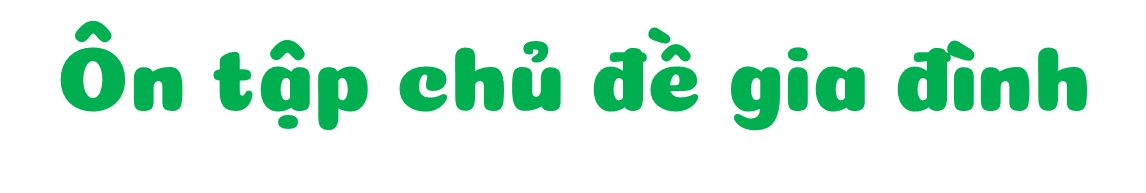 Ôn tập chủ đề gia đình